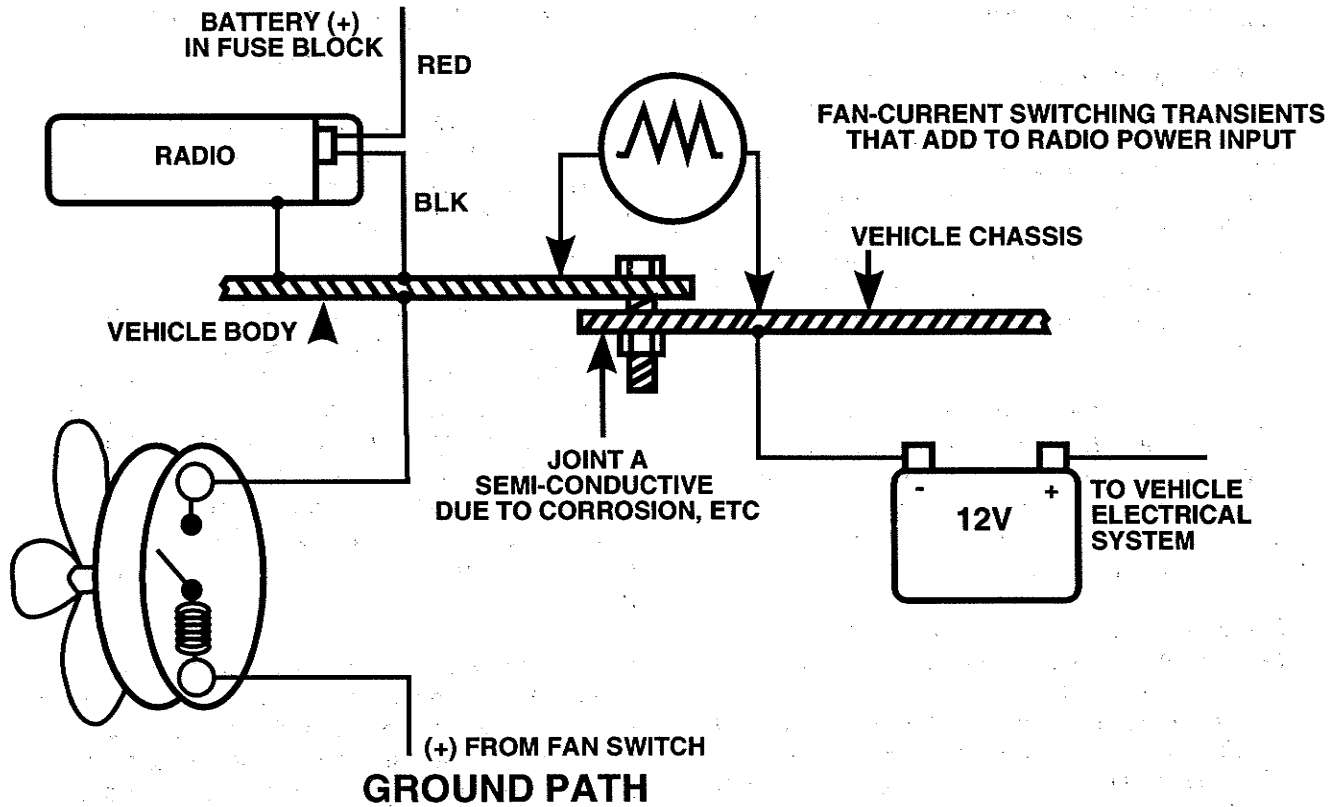 BATTERY (+)
IN FUSE BLOCK
RED
RADIO
BLK
FAN-CURRENT SWITCHING TRANSIENTS
THAT ADD TO RADIO POWER INPUT
VEHICLE CHASSIS
VEHICLE BODY
JOINT A
SEMI-CONDUCTIVE
DUE TO CORROSION, ETC
- +
12V
TO VEHICLE
ELECTRICAL
SYSTEM
(+) FROM FAN SWITCH
GROUND PATH